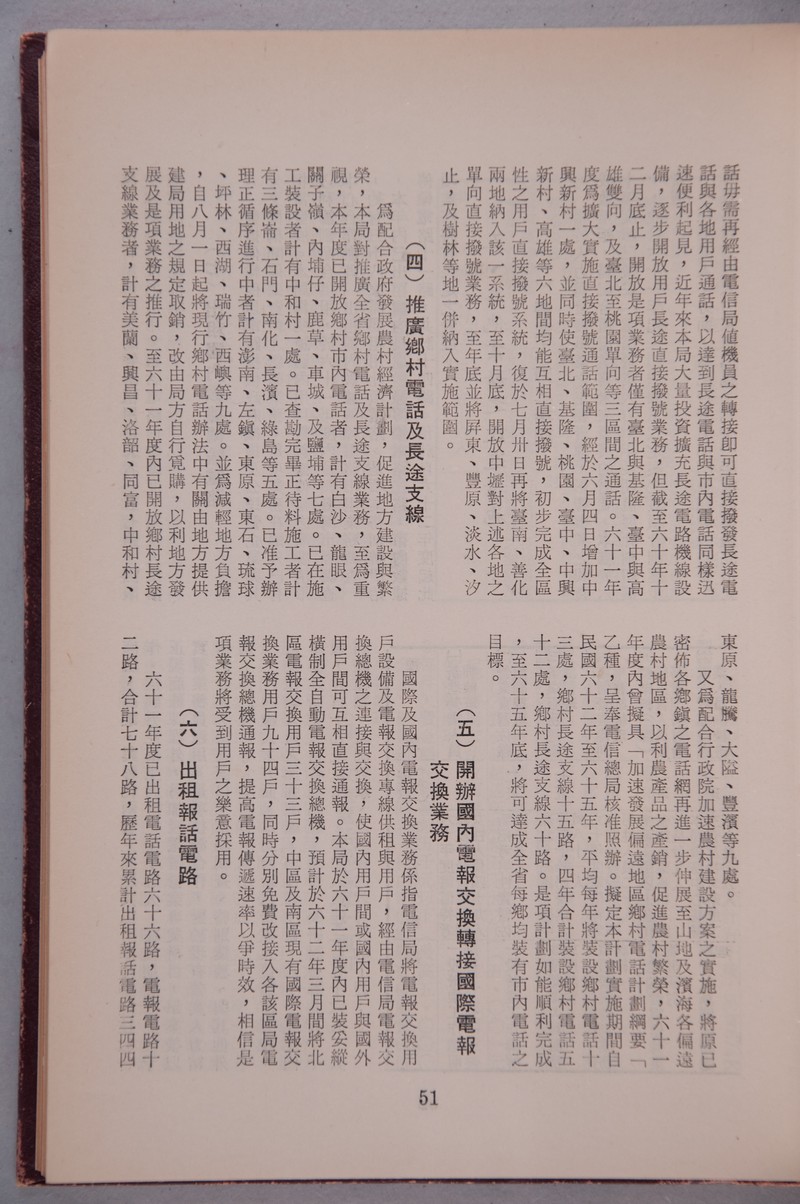 話毋需再經由電信局值機員之轉接卽可直接撥發長途電
話與各地用戶通話，以達到長途電話與市內電話同樣迅
速便利起見，近年來本局大量投資擴充長途電路機線設
備，逐步開放用戶長途直接撥號業務，但截至六十年十
二月底止，開放是項業務者僅有臺北與基隆、臺中與高
雄雙向，及臺北至桃園單向等三區間之通話。六十一年
度爲擴大實施直接撥號通話範圍，經於六月四日增加中
興新村一處，並同時使臺北、基隆、桃園、臺中、中興
新村、高雄等六地間均能互相直接撥號，初步完成全區
性之用戶直接撥號系統，復於七月卅日再將臺南、善化
兩地納入該一系統，至十月底，開放中壢對上述各地之
單向直接撥號業務，至年底並將屏東、豐原、淡水、汐
止，及樹林等地一併納入實施範圍。
（四）推廣鄉村電話及長途支線
爲配合政府發展農村經濟計劃，促進地方建設與繁
榮，本局對推廣全省鄉村電話及長途支線業務，至爲重
視，本年度已開放鄉村市內電話者，計有白沙、龍眼、
關子嶺、內埔仔、鹿草、車城、及鹽埔等七處。已在施
工裝設者計有中和村一處。已查勘完畢正待料施工者計
有三條崙、石門、南化、長濱、綠島等五處。已准予辦
理正循序進行中者計有澎南、左鎭、東原、東石、琉球
、坪林、西湖、瑞竹、西嶼等九處。並爲減輕地方負擔
，自八月一日起將現行鄉村電話辦法中有關由地方提供
建局用地之規定取銷，改由局方自行覓購，以利地方發
展及是項業務之推行。至六十一年度內已開放鄉村長途
支線業務者，計有美蘭、興昌、洛韶、同富，中和村、
東原、龍騰、大隘、豐濱等九處。
又爲配合行政院加速農村建設方案之實施，將原已
密佈各鄉鎭之電話網再進一步伸展至山地及濱海各偏遠
農村地區，以利農產品之產銷，促進農村繁榮，六十一
年度內曾擬具「加速發展偏遠地區鄉村電話計劃綱要「
乙種，呈奉電信總局核准照辦。擬定本計劃實施期間自
民國六十二年至六十五年，平均每年將裝設鄉村電話十
三處，鄉村長途支線十五路，四年合計裝設鄉村電話五
十二處，鄉村長途支線六十路。是項計劃如能順利完成
，至六十五年底，將可達成全省每鄉均裝有市內電話之
目標。
（五）開辦國內電報交換轉接國際電報
交換業務
國際及國內電報交換業務係指電信局將電報交換用
戶設備及電報交換專線供租與用戶，經由電信局電報交
換總機之連接與交換，使國內用戶間或國內用戶與國外
用戶間可互相直接通報。本局於六十一年度內已裝妥縱
橫制全自動電報交換總機，預計於六十二年三月間將北
區電報交換用戶三十三戶，中區及南區現有國際電報交
換業務用戶九十四戶，同時分別免費改接入各該區局電
報交換總機通報，提高電報傳遞速率以爭時效，相信是
項業務將受到用戶之樂意採用。
（六）出租報話電路
六十一年度已出租電話電路六十六路，電報電路十
二路，合計七十八路，歷年來累計出租報話電路三四四
51